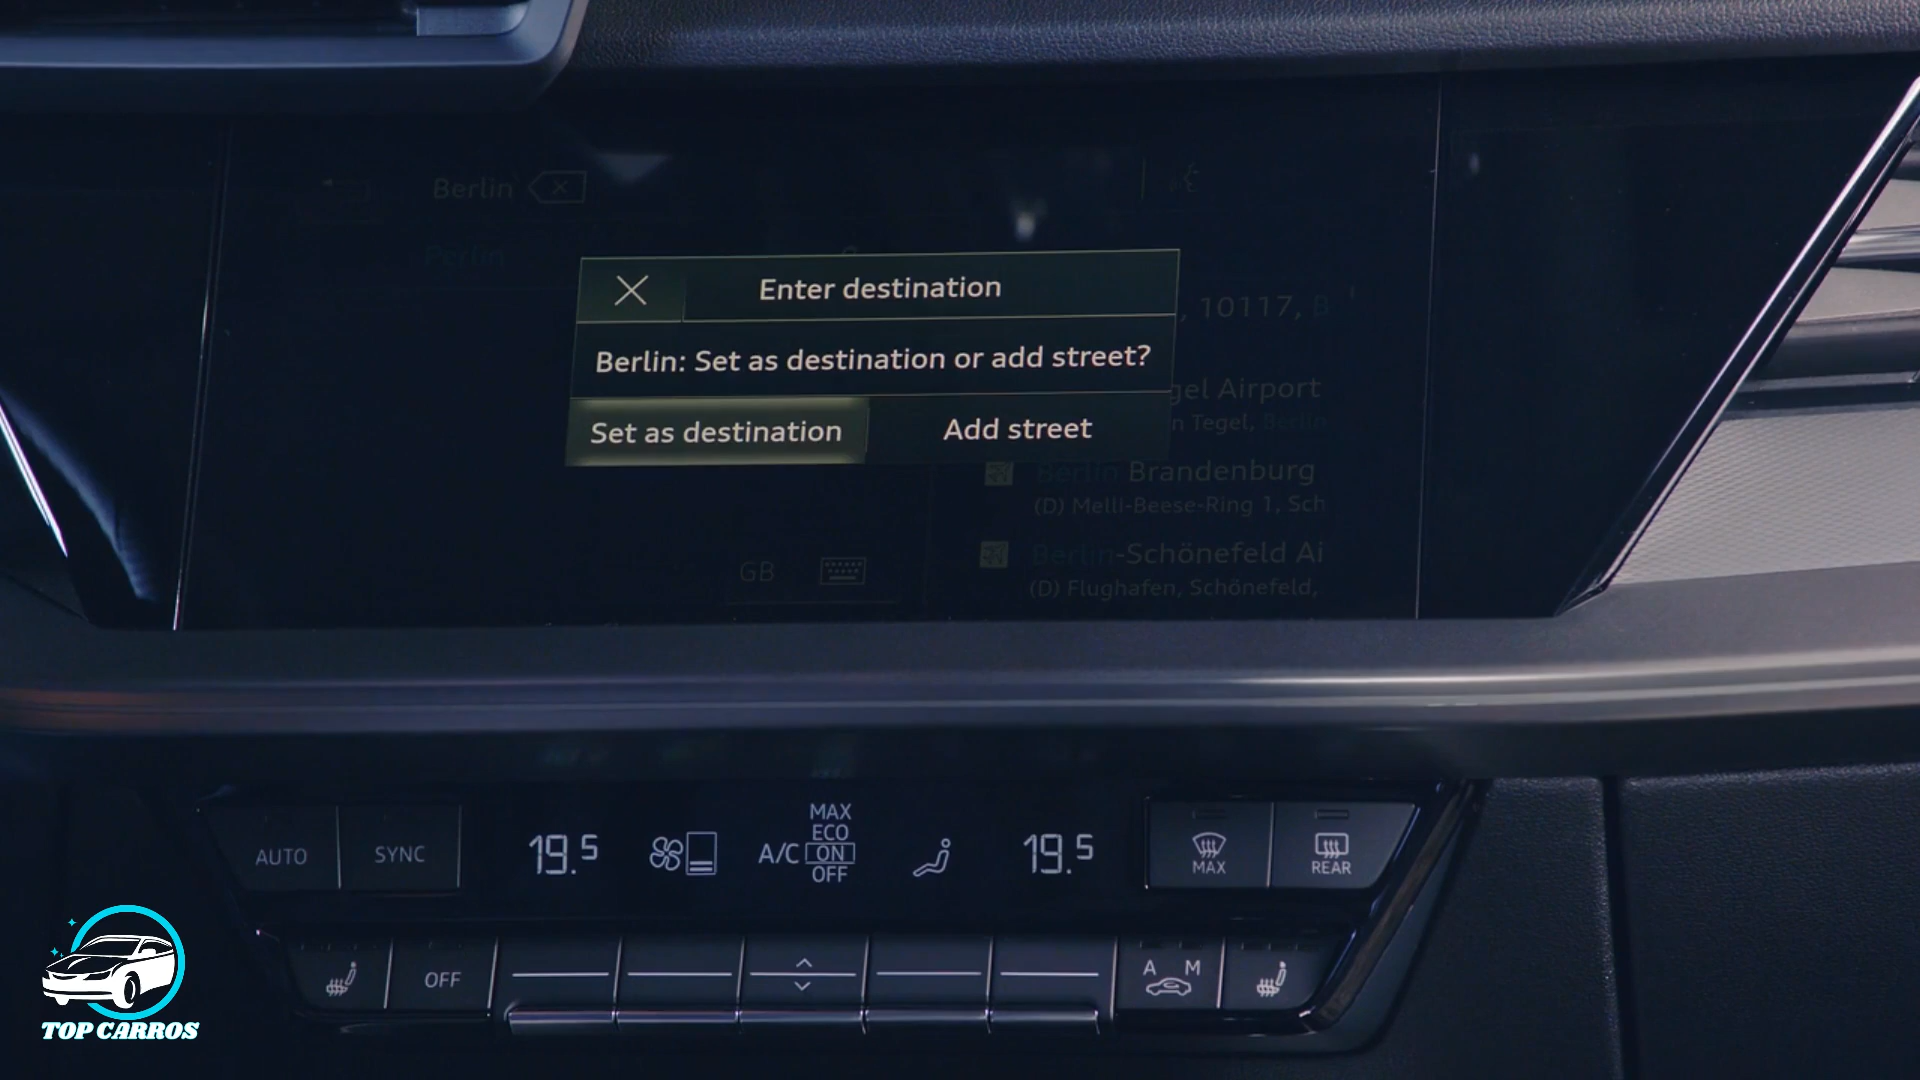 Berlin
Perlin
Enter destination
Berlin: Set as destination or add street?
Set as destination Add street
, 10117, B
gel Airport
n Tegel, Berlin
Berlin Brandenburg
(D) Melli-Beese-Ring 1, Sch
Berlin-Schönefeld Ai
(D) Flughafen, Schönefeld,
GB
AUTO SYNC 19.5 A/C MAX
ECO
ON
OFF
19.5 MAX REAR
OFF
A M
TOP CARROS